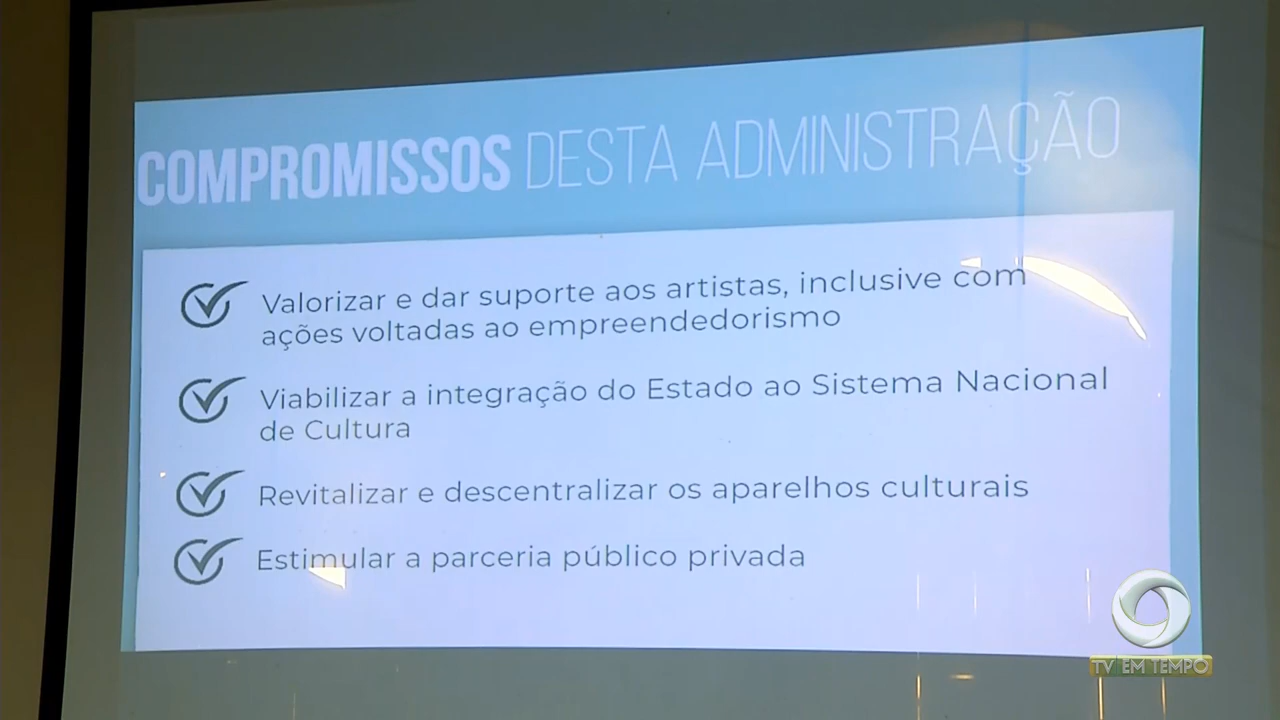 COMPROMISSOS DESTA ADMINISTRAÇÃO
Valorizar e dar suporte aos artistas, inclusive com
ações voltadas ao empreendedorismo
Viabilizar a integração do Estado ao Sistema Nacional
de Cultura
Revitalizar e descentralizar os aparelhos culturais
Estimular a parceria público privada
TV EM TEMPO